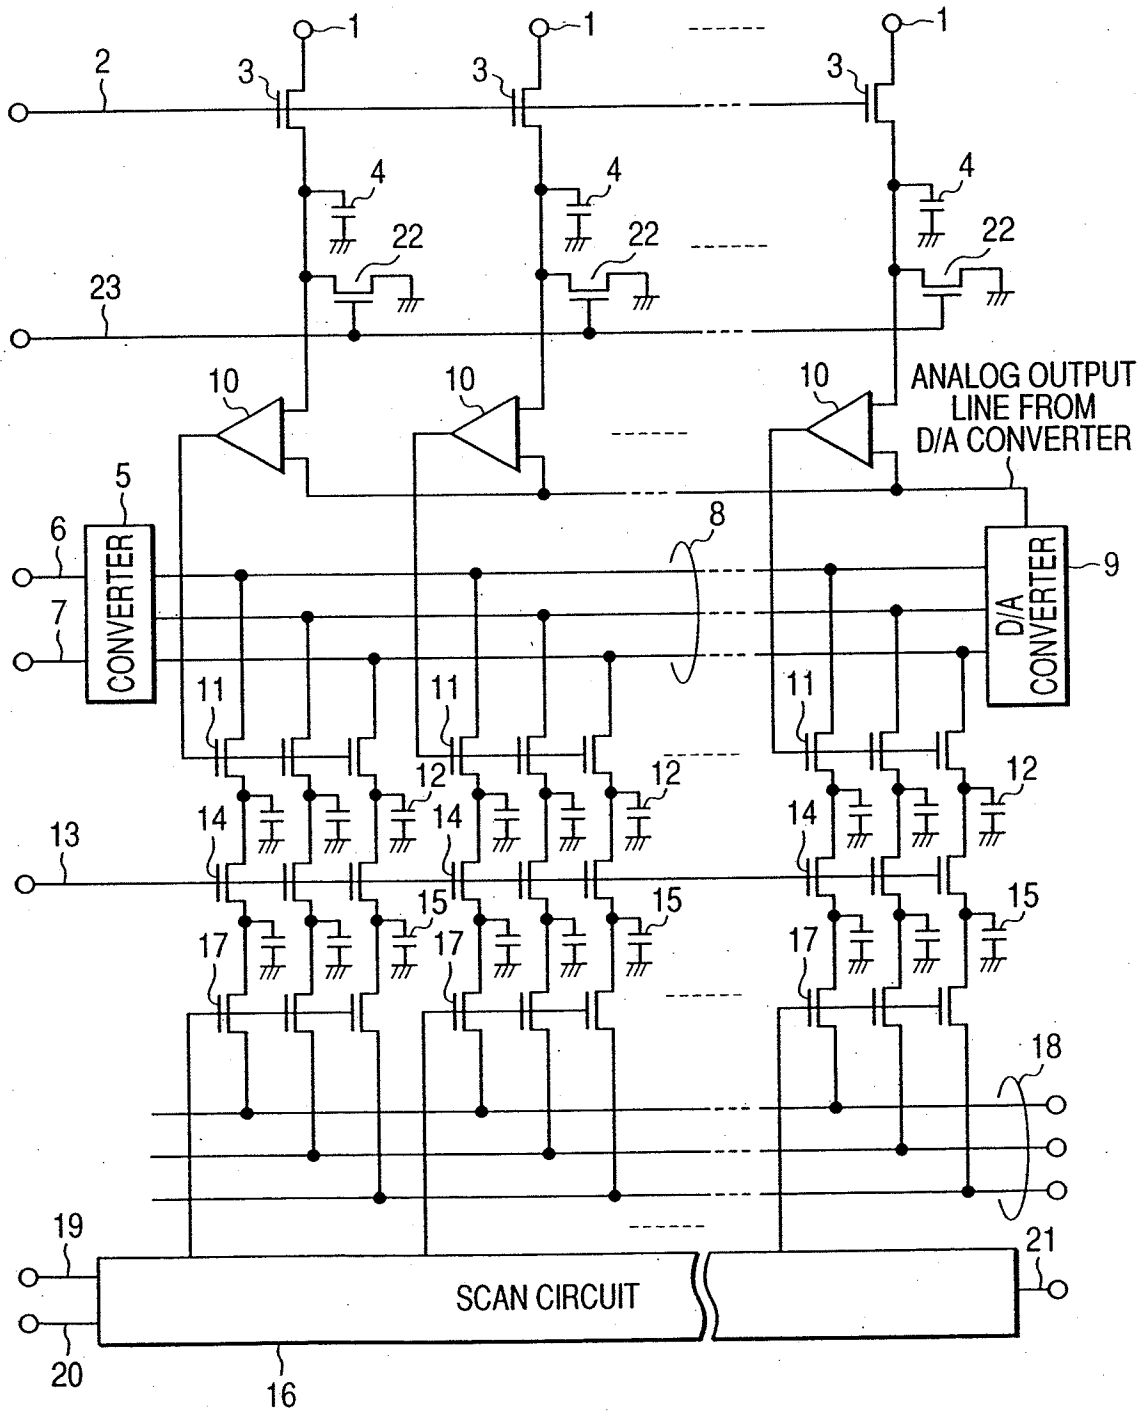 1 1 1
2 3 3 3
4 4 4
22 22 22
23
10 10 10 ANALOG OUTPUT
LINE FROM
D/A CONVERTER
5
6 8
7 CONVERTER D/A
CONVERTER 9
11 11 11
12 12 12
14 14 14
13
15 15 15
17 17 17
18
19 21
SCAN CIRCUIT
20
16